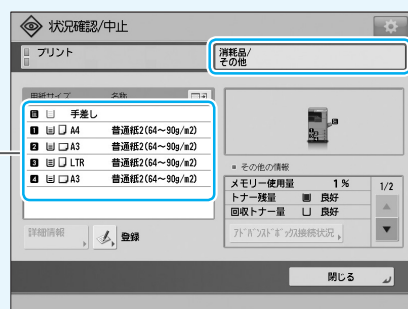 状況確認/中止
プリント
消耗品/
その他
用紙サイズ 名称
手差し
1 A4 普通紙2(64～90g/m2)
2 A3 普通紙2(64～90g/m2)
3 LTR 普通紙2(64～90g/m2)
4 A3 普通紙2(64～90g/m2)
詳細情報
登録
その他の情報
メモリー使用量 1 %
トナー残量 良好
回収トナー量 良好
1/2
アドバンストボックス接続状況
閉じる